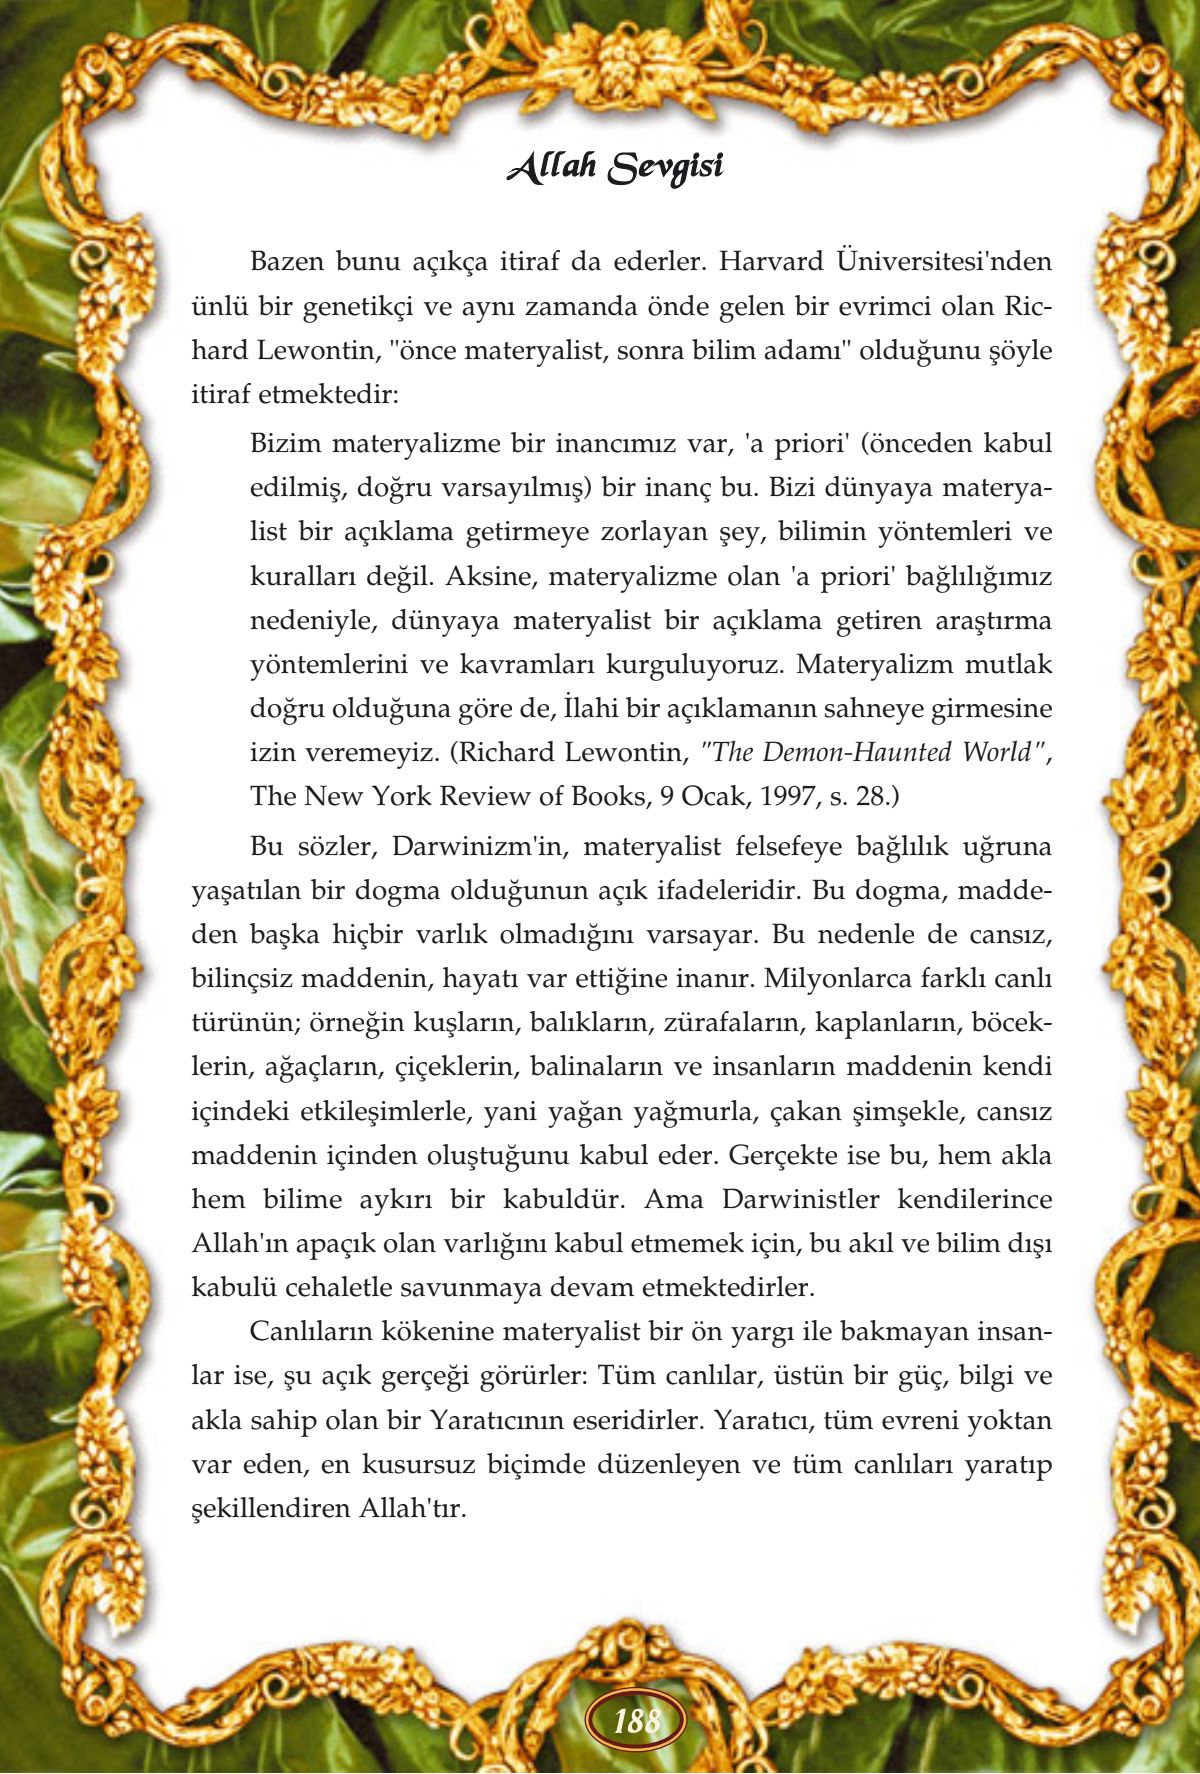 Allah Sevgisi
Bazen bunu açıkça itiraf da ederler. Harvard Üniversitesi'nden
ünlü bir genetikçi ve aynı zamanda önde gelen bir evrimci olan Ric-
hard Lewontin, "önce materyalist, sonra bilim adamı" olduğunu şöyle
itiraf etmektedir:
Bizim materyalizme bir inancımız var, 'a priori' (önceden kabul
edilmiş, doğru varsayılmış) bir inanç bu. Bizi dünyaya materya-
list bir açıklama getirmeye zorlayan şey, bilimin yöntemleri ve
kuralları değil. Aksine, materyalizme olan 'a priori' bağlılığımız
nedeniyle, dünyaya materyalist bir açıklama getiren araştırma
yöntemlerini ve kavramları kurguluyoruz. Materyalizm mutlak
doğru olduğuna göre de, İlahi bir açıklamanın sahneye girmesine
izin veremeyiz. (Richard Lewontin, "The Demon-Haunted World",
The New York Review of Books, 9 Ocak, 1997, s. 28.)
Bu sözler, Darwinizm'in, materyalist felsefeye bağlılık uğruna
yaşatılan bir dogma olduğunun açık ifadeleridir. Bu dogma, madde-
den başka hiçbir varlık olmadığını varsayar. Bu nedenle de cansız,
bilinçsiz maddenin, hayatı var ettiğine inanır. Milyonlarca farklı canlı
türünün; örneğin kuşların, balıkların, zürafaların, kaplanların, böcek-
lerin, ağaçların, çiçeklerin, balinaların ve insanların maddenin kendi
içindeki etkileşimlerle, yani yağan yağmurla, çakan şimşekle, cansız
maddenin içinden oluştuğunu kabul eder. Gerçekte ise bu, hem akla
hem bilime aykırı bir kabuldür. Ama Darwinistler kendilerince
Allah'ın apaçık olan varlığını kabul etmemek için, bu akıl ve bilim dışı
kabulü cehaletle savunmaya devam etmektedirler.
Canlıların kökenine materyalist bir ön yargı ile bakmayan insan-
lar ise, şu açık gerçeği görürler: Tüm canlılar, üstün bir güç, bilgi ve
akla sahip olan bir Yaratıcının eseridirler. Yaratıcı, tüm evreni yoktan
var eden, en kusursuz biçimde düzenleyen ve tüm canlıları yaratıp
şekillendiren Allah'tır.
188